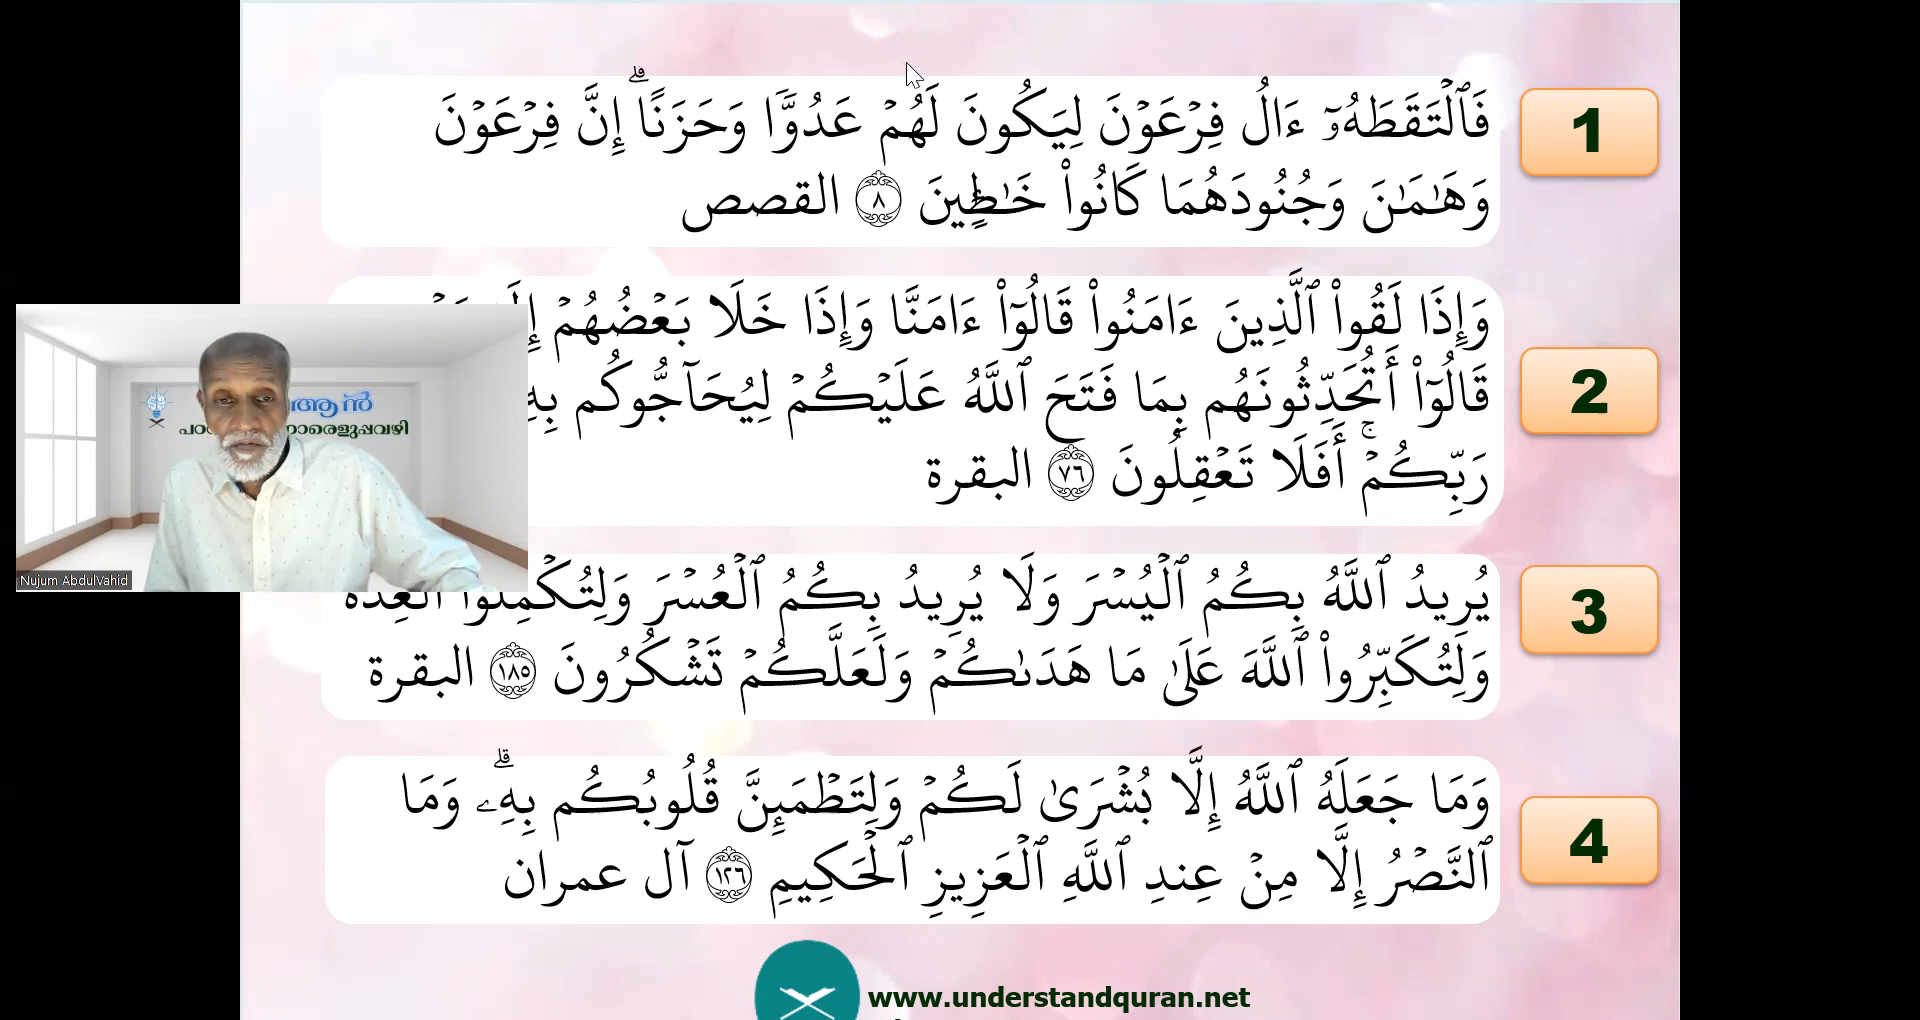 فَٱلۡتَقَطَهُۥٓ ءَالُ فِرۡعَوۡنَ لِيَكُونَ لَهُمۡ عَدُوّٗا وَحَزَنًاۗ إِنَّ فِرۡعَوۡنَ
وَهَٰمَٰنَ وَجُنُودَهُمَا كَانُواْ خَٰطِـِٔينَ ٨ القصص
1
وَإِذَا لَقُواْ ٱلَّذِينَ ءَامَنُواْ قَالُوٓاْ ءَامَنَّا وَإِذَا خَلَا بَعۡضُهُمۡ
قَالُوٓاْ أَتُحَدِّثُونَهُم بِمَا فَتَحَ ٱللَّهُ عَلَيۡكُمۡ لِيُحَآجُّوكُم
رَبِّكُمۡۚ أَفَلَا تَعۡقِلُونَ ٧٦ البقرة
2
يُرِيدُ ٱللَّهُ بِكُمُ ٱلۡيُسۡرَ وَلَا يُرِيدُ بِكُمُ ٱلۡعُسۡرَ وَلِتُكۡمِلُواْ
وَلِتُكَبِّرُواْ ٱللَّهَ عَلَىٰ مَا هَدَىٰكُمۡ وَلَعَلَّكُمۡ تَشۡكُرُونَ ١٨٥ البقرة
3
وَمَا جَعَلَهُ ٱللَّهُ إِلَّا بُشۡرَىٰ لَكُمۡ وَلِتَطۡمَئِنَّ قُلُوبُكُم بِهِۦۗ وَمَا
ٱلنَّصۡرُ إِلَّا مِنۡ عِندِ ٱللَّهِ ٱلۡعَزِيزِ ٱلۡحَكِيمِ ١٢٦ آل عمران
4
Nujum AbdulVahid
www.understandquran.net